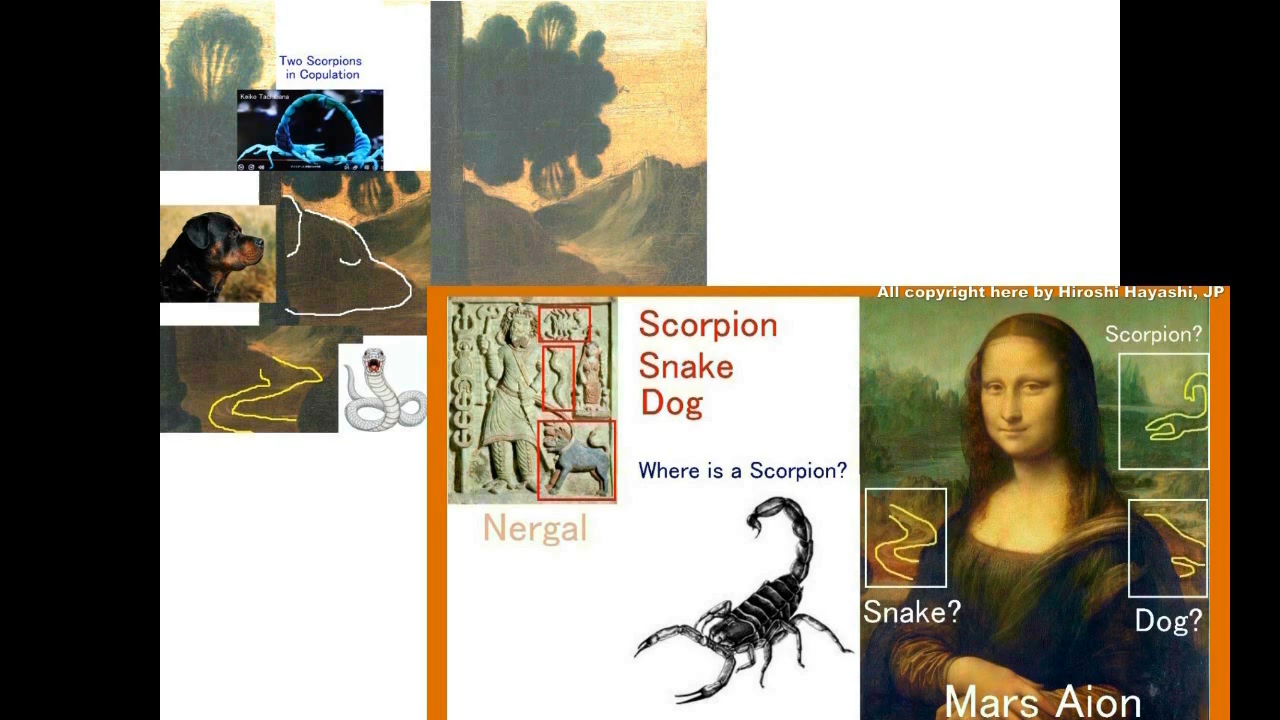 Two Scorpions
in Copulation
All copyright here by Hiroshi Hayashi, JP
Scorpion
Snake
Dog
Where is a Scorpion?
Nergal
Scorpion?
Snake?
Dog?
Mars Aion